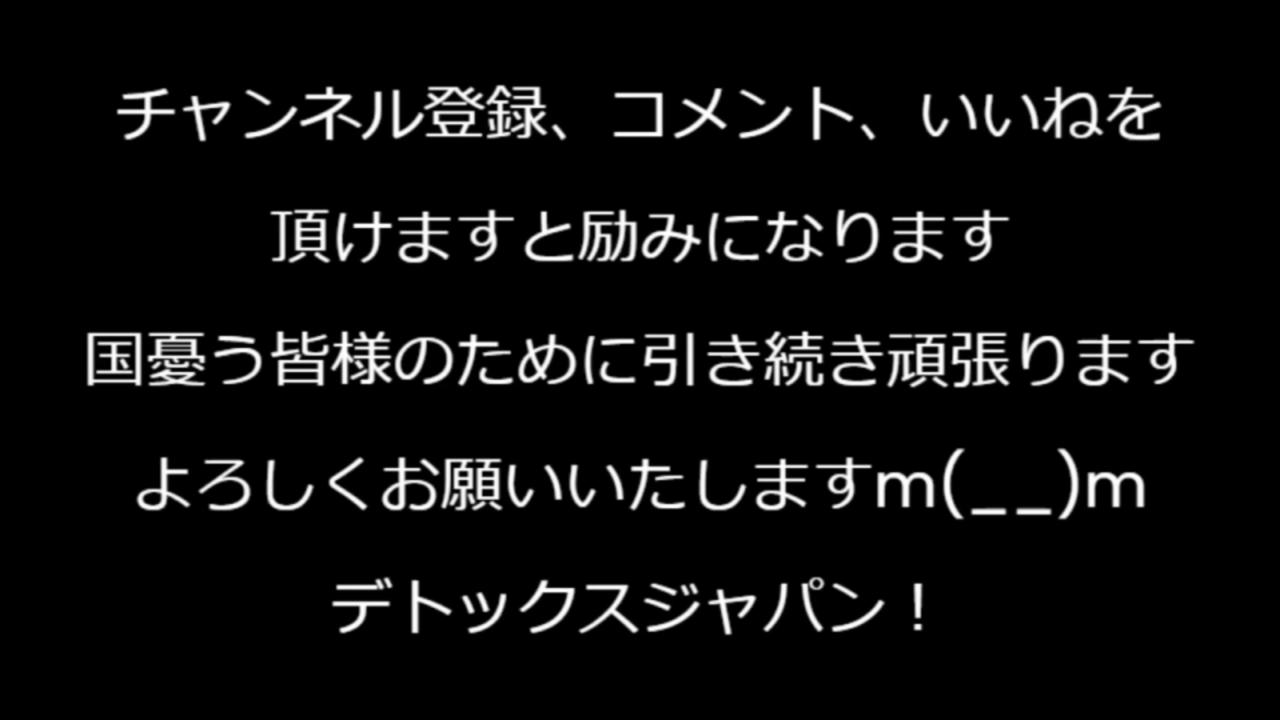 チャンネル登録、コメント、いいねを
頂けますと励みになります
国憂う皆様のために引き続き頑張ります
よろしくお願いいたしますm(__)m
デトックスジャパン！